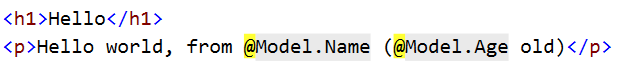 <h1>Hello</h1>
<p>Hello world, from @Model.Name (@Model.Age old)</p>